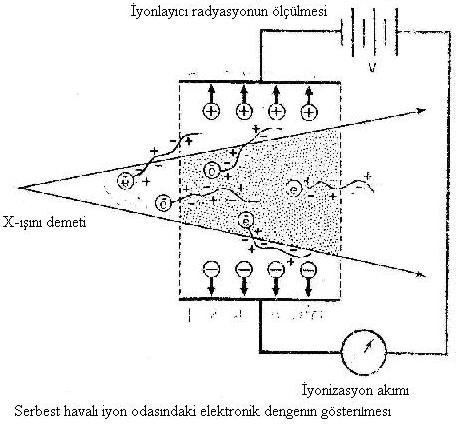 İyonlayıcı radyasyonun ölçülmesi
V
X-ışını demeti
İyonizasyon akımı
Serbest havalı iyon odasındaki elektronik dengenin gösterilmesi